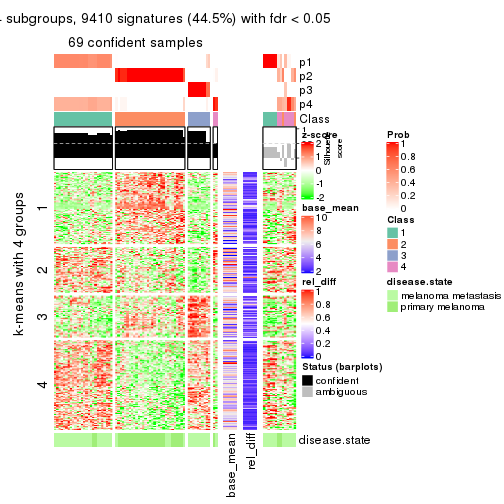 subgroups, 9410 signatures (44.5%) with fdr < 0.05
69 confident samples
p1
p2
p3
p4
Class
1
Silhouette
score
z-score
2
1
0
-1
-2
base_mean
10
8
6
4
2
rel_diff
1
0.8
0.6
0.4
0.2
0
Status (barplots)
confident
ambiguous
Prob
1
0.8
0.6
0.4
0.2
0
Class
1
2
3
4
disease.state
melanoma metastasis
primary melanoma
k-means with 4 groups
1
2
3
4
disease.state
base_mean
rel_diff